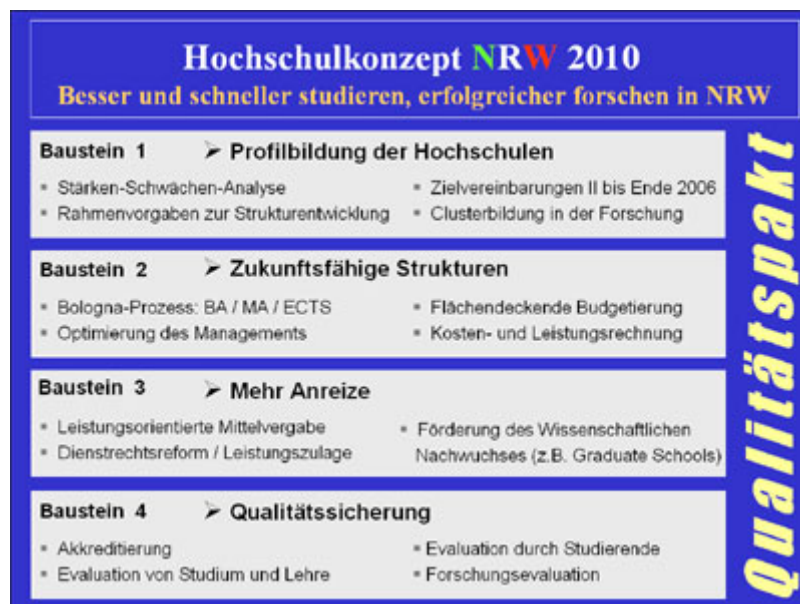 Hochschulkonzept NRW 2010
Besser und schneller studieren, erfolgreicher forschen in NRW
Baustein 1 ➢ Profilbildung der Hochschulen
▪ Stärken-Schwächen-Analyse
▪ Rahmenvorgaben zur Strukturentwicklung
▪ Zielvereinbarungen II bis Ende 2006
▪ Clusterbildung in der Forschung
Baustein 2 ➢ Zukunftsfähige Strukturen
▪ Bologna-Prozess: BA / MA / ECTS
▪ Optimierung des Managements
▪ Flächendeckende Budgetierung
▪ Kosten- und Leistungsrechnung
Baustein 3 ➢ Mehr Anreize
▪ Leistungsorientierte Mittelvergabe
▪ Dienstrechtsreform / Leistungszulage
▪ Förderung des Wissenschaftlichen
Nachwuchses (z.B. Graduate Schools)
Baustein 4 ➢ Qualitätssicherung
▪ Akkreditierung
▪ Evaluation von Studium und Lehre
▪ Evaluation durch Studierende
▪ Forschungsevaluation
Qualitätspakt